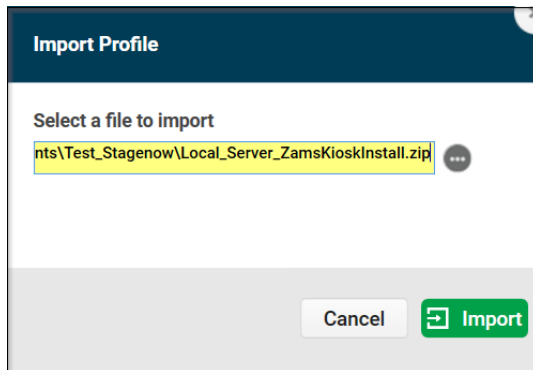 Import Profile
Select a file to import
nts\Test_Stagenow\Local_Server_ZamsKioskInstall.zip
Cancel
Import